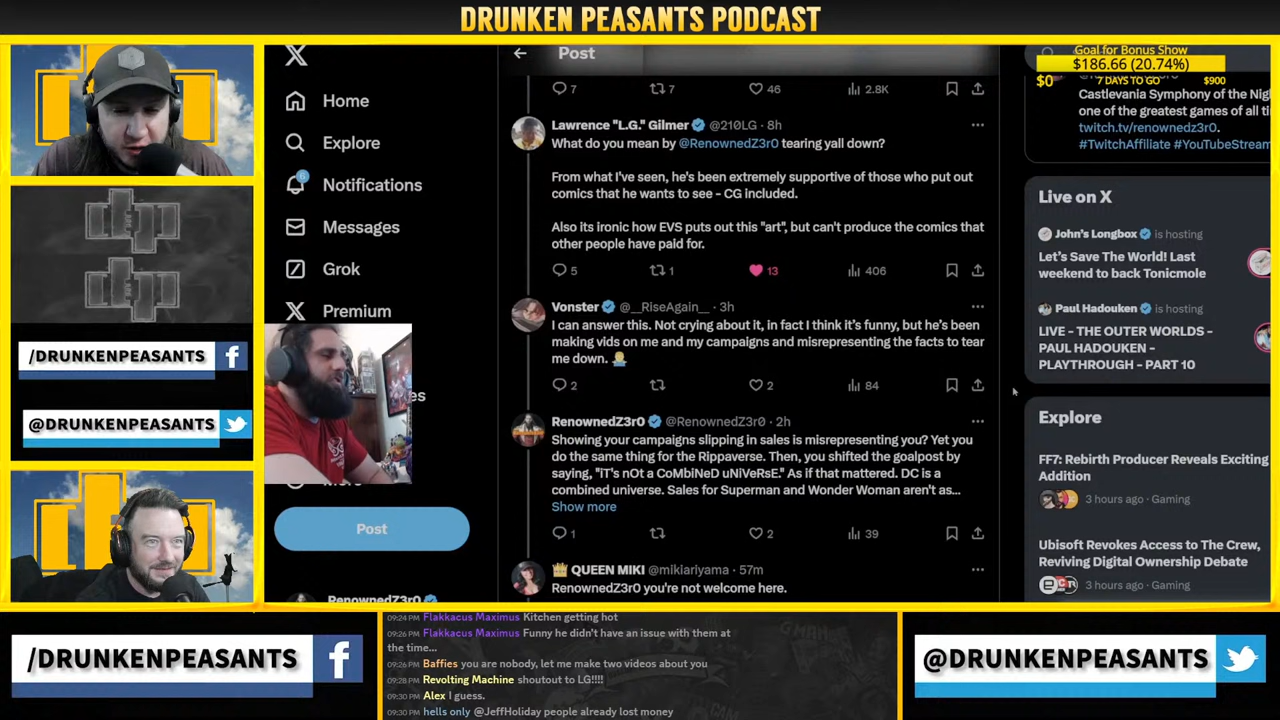 DRUNKEN PEASANTS PODCAST
/DRUNKENPEASANTS
@DRUNKENPEASANTS
Home
Explore
Notifications
6
Messages
Grok
Premium
es
Post
RenownedZ3r0
Post
7
7
46
2.8K
Lawrence "L.G." Gilmer @210LG · 8h
What do you mean by @RenownedZ3r0 tearing yall down?
From what I've seen, he's been extremely supportive of those who put out
comics that he wants to see - CG included.
Also its ironic how EVS puts out this "art", but can't produce the comics that
other people have paid for.
5
1
13
406
Vonster @__RiseAgain__ · 3h
I can answer this. Not crying about it, in fact I think it's funny, but he's been
making vids on me and my campaigns and misrepresenting the facts to tear
me down.
2
2
84
RenownedZ3r0 @RenownedZ3r0 · 2h
Showing your campaigns slipping in sales is misrepresenting you? Yet you
do the same thing for the Rippaverse. Then, you shifted the goalpost by
saying, "iT's nOt a CoMbiNeD uNiVeRsE." As if that mattered. DC is a
combined universe. Sales for Superman and Wonder Woman aren't as...
Show more
1
2
39
QUEEN MIKI @mikiariyama · 57m
RenownedZ3r0 you're not welcome here.
Goal for Bonus Show
$186.66 (20.74%)
$0
7 DAYS TO GO
$900
Castlevania Symphony of the Nig
one of the greatest games of all ti
twitch.tv/renownedz3r0.
#TwitchAffiliate #YouTubeStream
Live on X
John's Longbox is hosting
Let's Save The World! Last
weekend to back Tonicmole
Paul Hadouken is hosting
LIVE - THE OUTER WORLDS -
PAUL HADOUKEN -
PLAYTHROUGH - PART 10
Explore
FF7: Rebirth Producer Reveals Exciting
Addition
3 hours ago · Gaming
Ubisoft Revokes Access to The Crew,
Reviving Digital Ownership Debate
3 hours ago · Gaming
/DRUNKENPEASANTS
09:24 PM Flakkacus Maximus Kitchen getting hot
09:26 PM Flakkacus Maximus Funny he didn't have an issue with them at
the time...
09:26 PM Baffies you are nobody, let me make two videos about you
09:28 PM Revolting Machine shoutout to LG!!!!
09:30 PM Alex I guess.
09:30 PM hells only @JeffHoliday people already lost money
@DRUNKENPEASANTS